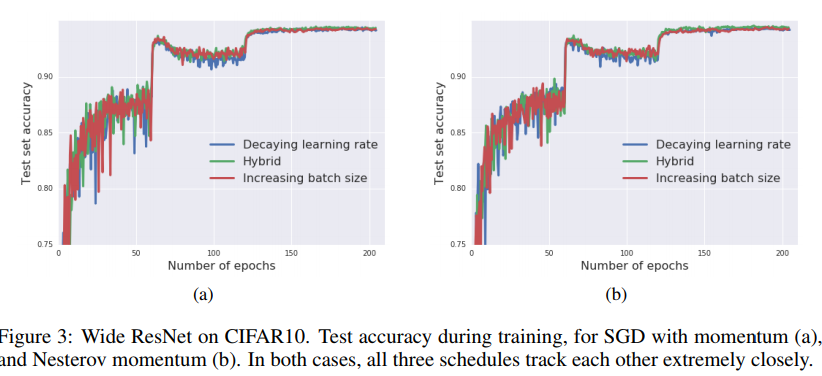 0.90
0.85
0.80
0.75
Test set accuracy
Decaying learning rate
Hybrid
Increasing batch size
0 50 100 150 200
Number of epochs
(a)
0.90
0.85
0.80
0.75
Test set accuracy
Decaying learning rate
Hybrid
Increasing batch size
0 50 100 150 200
Number of epochs
(b)
Figure 3: Wide ResNet on CIFAR10. Test accuracy during training, for SGD with momentum (a),
and Nesterov momentum (b). In both cases, all three schedules track each other extremely closely.